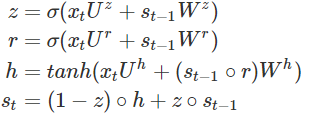 z = σ(x_t U^z + s_{t−1} W^z)
r = σ(x_t U^r + s_{t−1} W^r)
h = tanh(x_t U^h + (s_{t−1} ∘ r) W^h)
s_t = (1 − z) ∘ h + z ∘ s_{t−1}